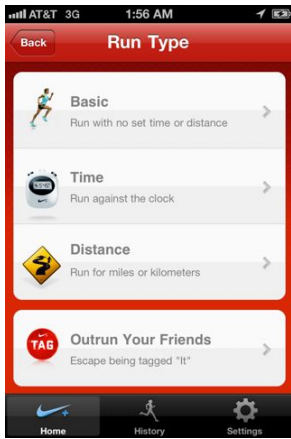 AT&T 3G 1:56 AM
Back Run Type
Basic
Run with no set time or distance
Time
Run against the clock
Distance
Run for miles or kilometers
TAG
Outrun Your Friends
Escape being tagged "It"
Home History Settings